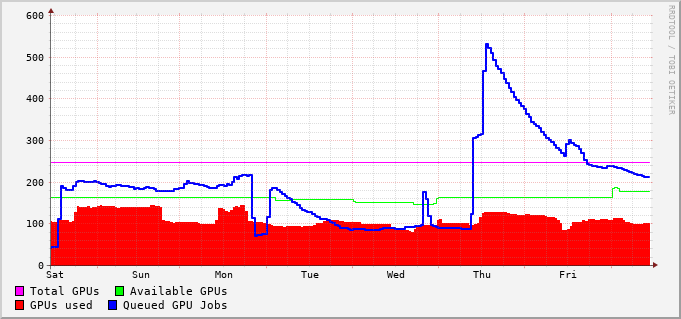 600
500
400
300
200
100
0
Sat Sun Mon Tue Wed Thu Fri
Total GPUs Available GPUs
GPUs used Queued GPU Jobs
RRDTOOL / TOBI OETIKER